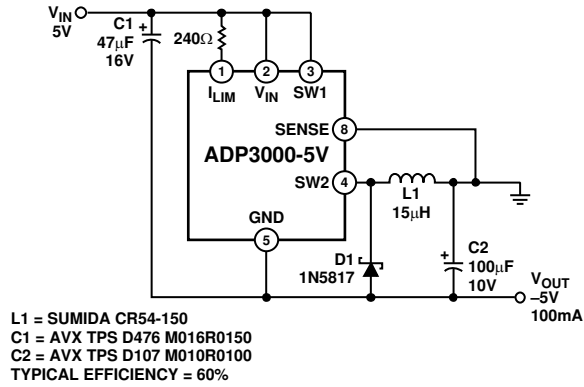 VIN
5V
C1
47µF
16V
+
240Ω
1
2
3
ILIM
VIN
SW1
SENSE
8
ADP3000-5V
SW2
4
L1
15µH
GND
5
D1
1N5817
+
C2
100µF
10V
VOUT
–5V
100mA
L1 = SUMIDA CR54-150
C1 = AVX TPS D476 M016R0150
C2 = AVX TPS D107 M010R0100
TYPICAL EFFICIENCY = 60%